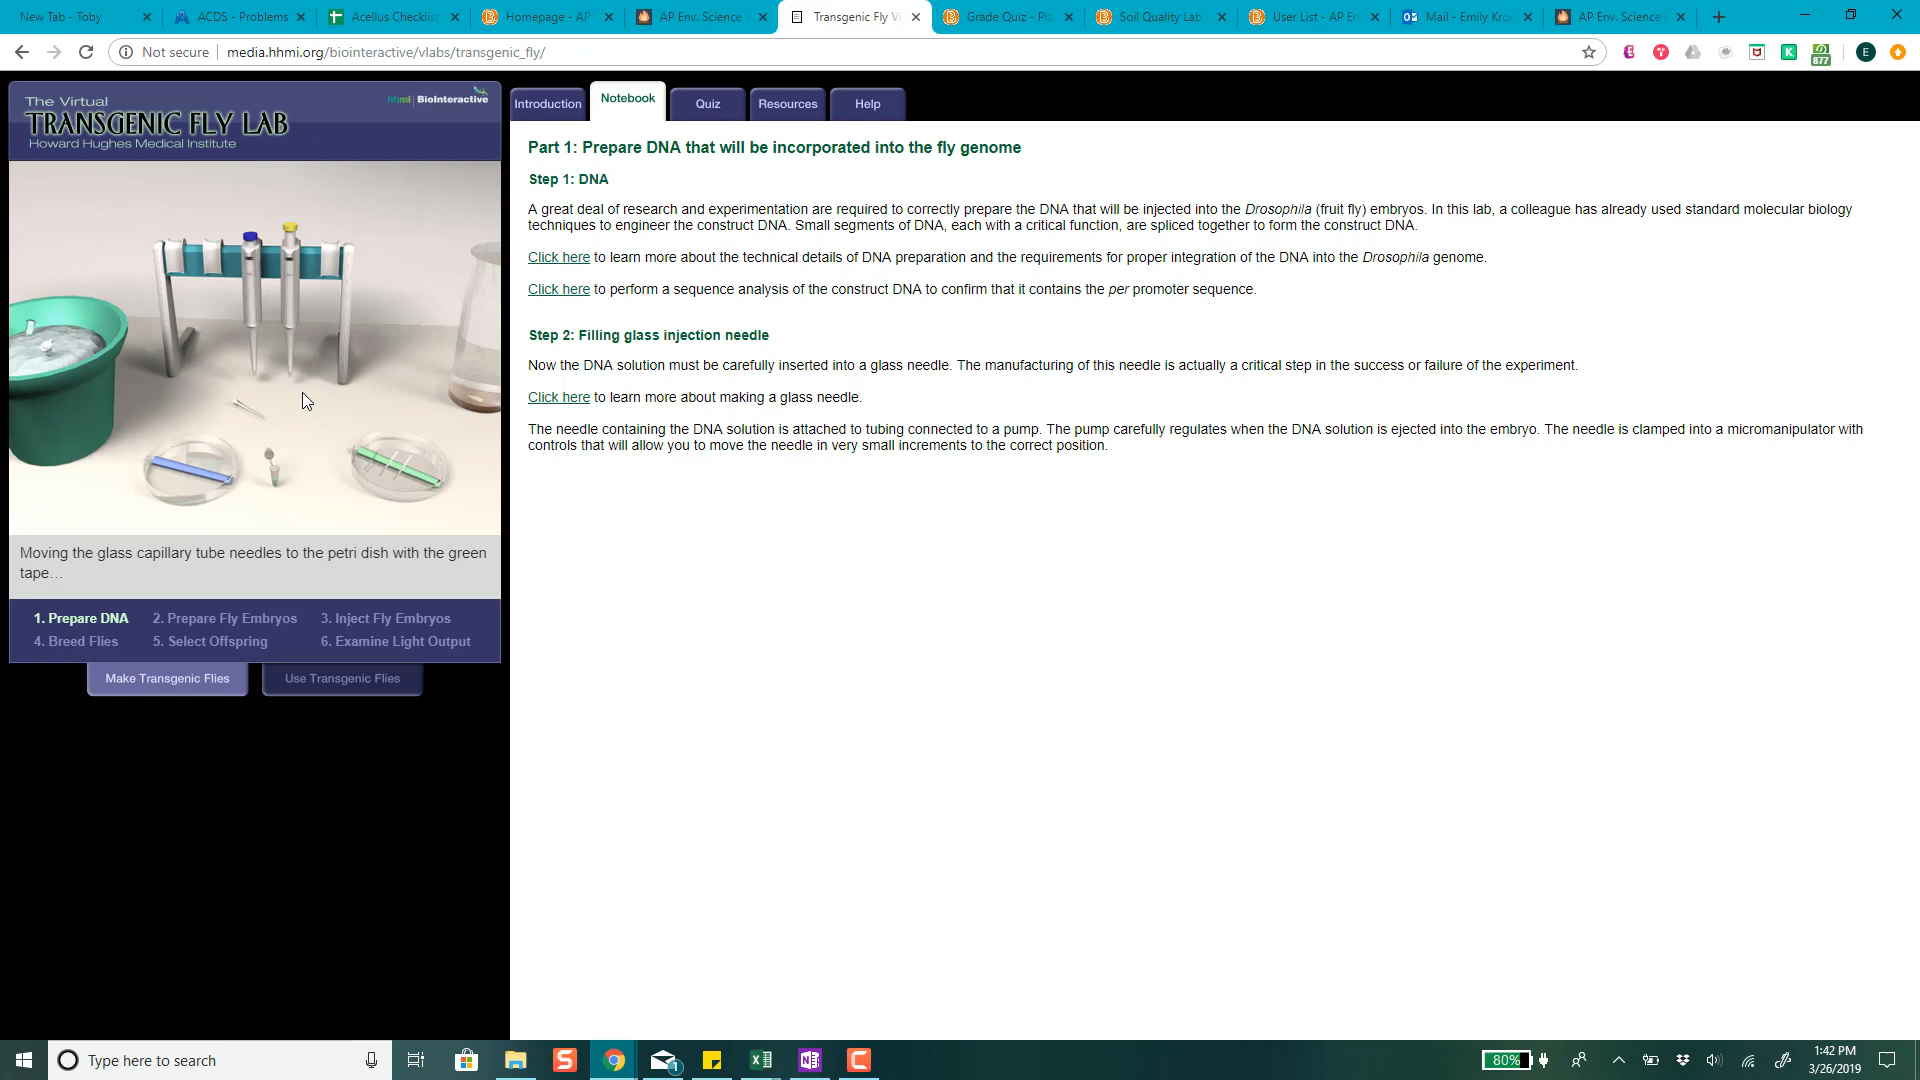 New Tab - Toby
ACDS - Problems
Acellus Checklist
Homepage - AP
AP Env. Science
Transgenic Fly Vi
Grade Quiz - Pla
Soil Quality Lab
User List - AP En
Mail - Emily Kro
AP Env. Science
Not secure
media.hhmi.org/biointeractive/vlabs/transgenic_fly/
877
E
The Virtual
TRANSGENIC FLY LAB
Howard Hughes Medical Institute
hhmi | BioInteractive
Introduction
Notebook
Quiz
Resources
Help
Part 1: Prepare DNA that will be incorporated into the fly genome
Step 1: DNA
A great deal of research and experimentation are required to correctly prepare the DNA that will be injected into the Drosophila (fruit fly) embryos. In this lab, a colleague has already used standard molecular biology
techniques to engineer the construct DNA. Small segments of DNA, each with a critical function, are spliced together to form the construct DNA.
Click here to learn more about the technical details of DNA preparation and the requirements for proper integration of the DNA into the Drosophila genome.
Click here to perform a sequence analysis of the construct DNA to confirm that it contains the per promoter sequence.
Step 2: Filling glass injection needle
Now the DNA solution must be carefully inserted into a glass needle. The manufacturing of this needle is actually a critical step in the success or failure of the experiment.
Click here to learn more about making a glass needle.
The needle containing the DNA solution is attached to tubing connected to a pump. The pump carefully regulates when the DNA solution is ejected into the embryo. The needle is clamped into a micromanipulator with
controls that will allow you to move the needle in very small increments to the correct position.
Moving the glass capillary tube needles to the petri dish with the green
tape…
1. Prepare DNA
2. Prepare Fly Embryos
3. Inject Fly Embryos
4. Breed Flies
5. Select Offspring
6. Examine Light Output
Make Transgenic Flies
Use Transgenic Flies
Type here to search
80%
1:42 PM
3/26/2019